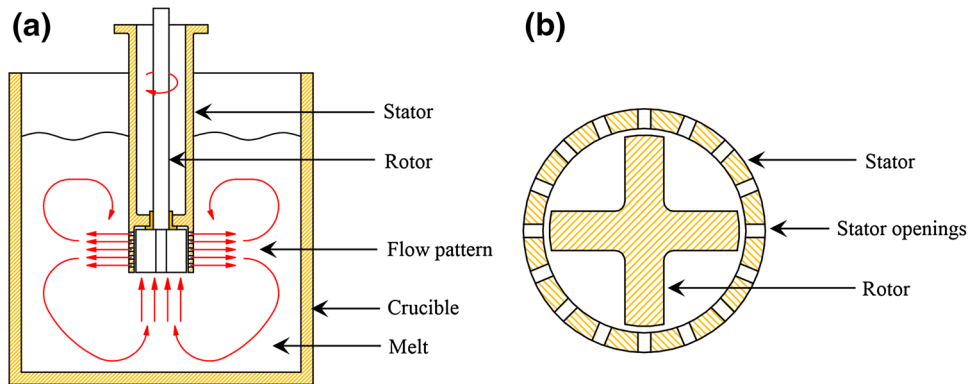 (a)
Stator
Rotor
Flow pattern
Crucible
Melt
(b)
Stator
Stator openings
Rotor